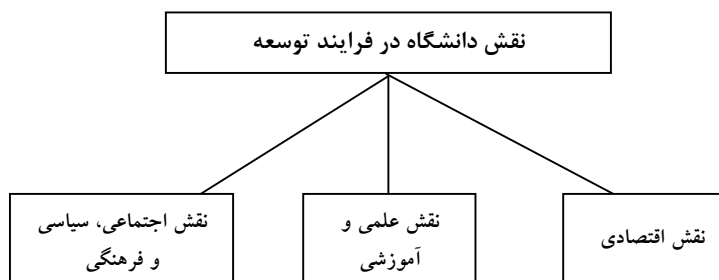 نقش دانشگاه در فرایند توسعه
نقش اقتصادی
نقش علمی و
آموزشی
نقش اجتماعی، سیاسی
و فرهنگی